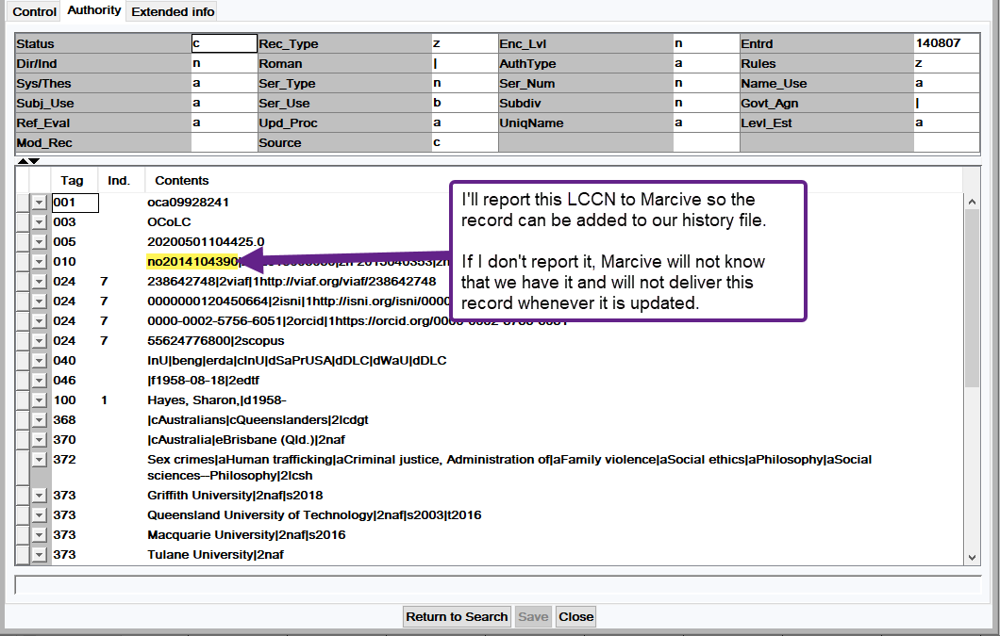 Control Authority Extended info
Status c Rec_Type z Enc_Lvl n Entrd 140807
Dir/Ind n Roman | AuthType a Rules z
Sys/Thes a Ser_Type n Ser_Num n Name_Use a
Subj_Use a Ser_Use b Subdiv n Govt_Agn |
Ref_Eval a Upd_Proc a UniqName a Levl_Est a
Mod_Rec Source c
Tag Ind. Contents
001 oca09928241
003 OCoLC
005 20200501104425.0
010 no2014104390
024 7 238642748|2viaf|1http://viaf.org/viaf/238642748
024 7 0000000120450664|2isni|1http://isni.org/isni/0000
024 7 0000-0002-5756-6051|2orcid|1https://orcid.org/0000-0002-5756-6051
024 7 55624776800|2scopus
040 InU|beng|erda|cInU|dSaPrUSA|dDLC|dWaU|dDLC
046 |f1958-08-18|2edtf
100 1 Hayes, Sharon,|d1958-
368 |cAustralians|cQueenslanders|2lcdgt
370 |cAustralia|eBrisbane (Qld.)|2naf
372 Sex crimes|aHuman trafficking|aCriminal justice, Administration of|aFamily violence|aSocial ethics|aPhilosophy|aSocial
sciences--Philosophy|2lcsh
373 Griffith University|2naf|s2018
373 Queensland University of Technology|2naf|s2003|t2016
373 Macquarie University|2naf|s2016
373 Tulane University|2naf
I'll report this LCCN to Marcive so the
record can be added to our history file.
If I don't report it, Marcive will not know
that we have it and will not deliver this
record whenever it is updated.
Return to Search Save Close